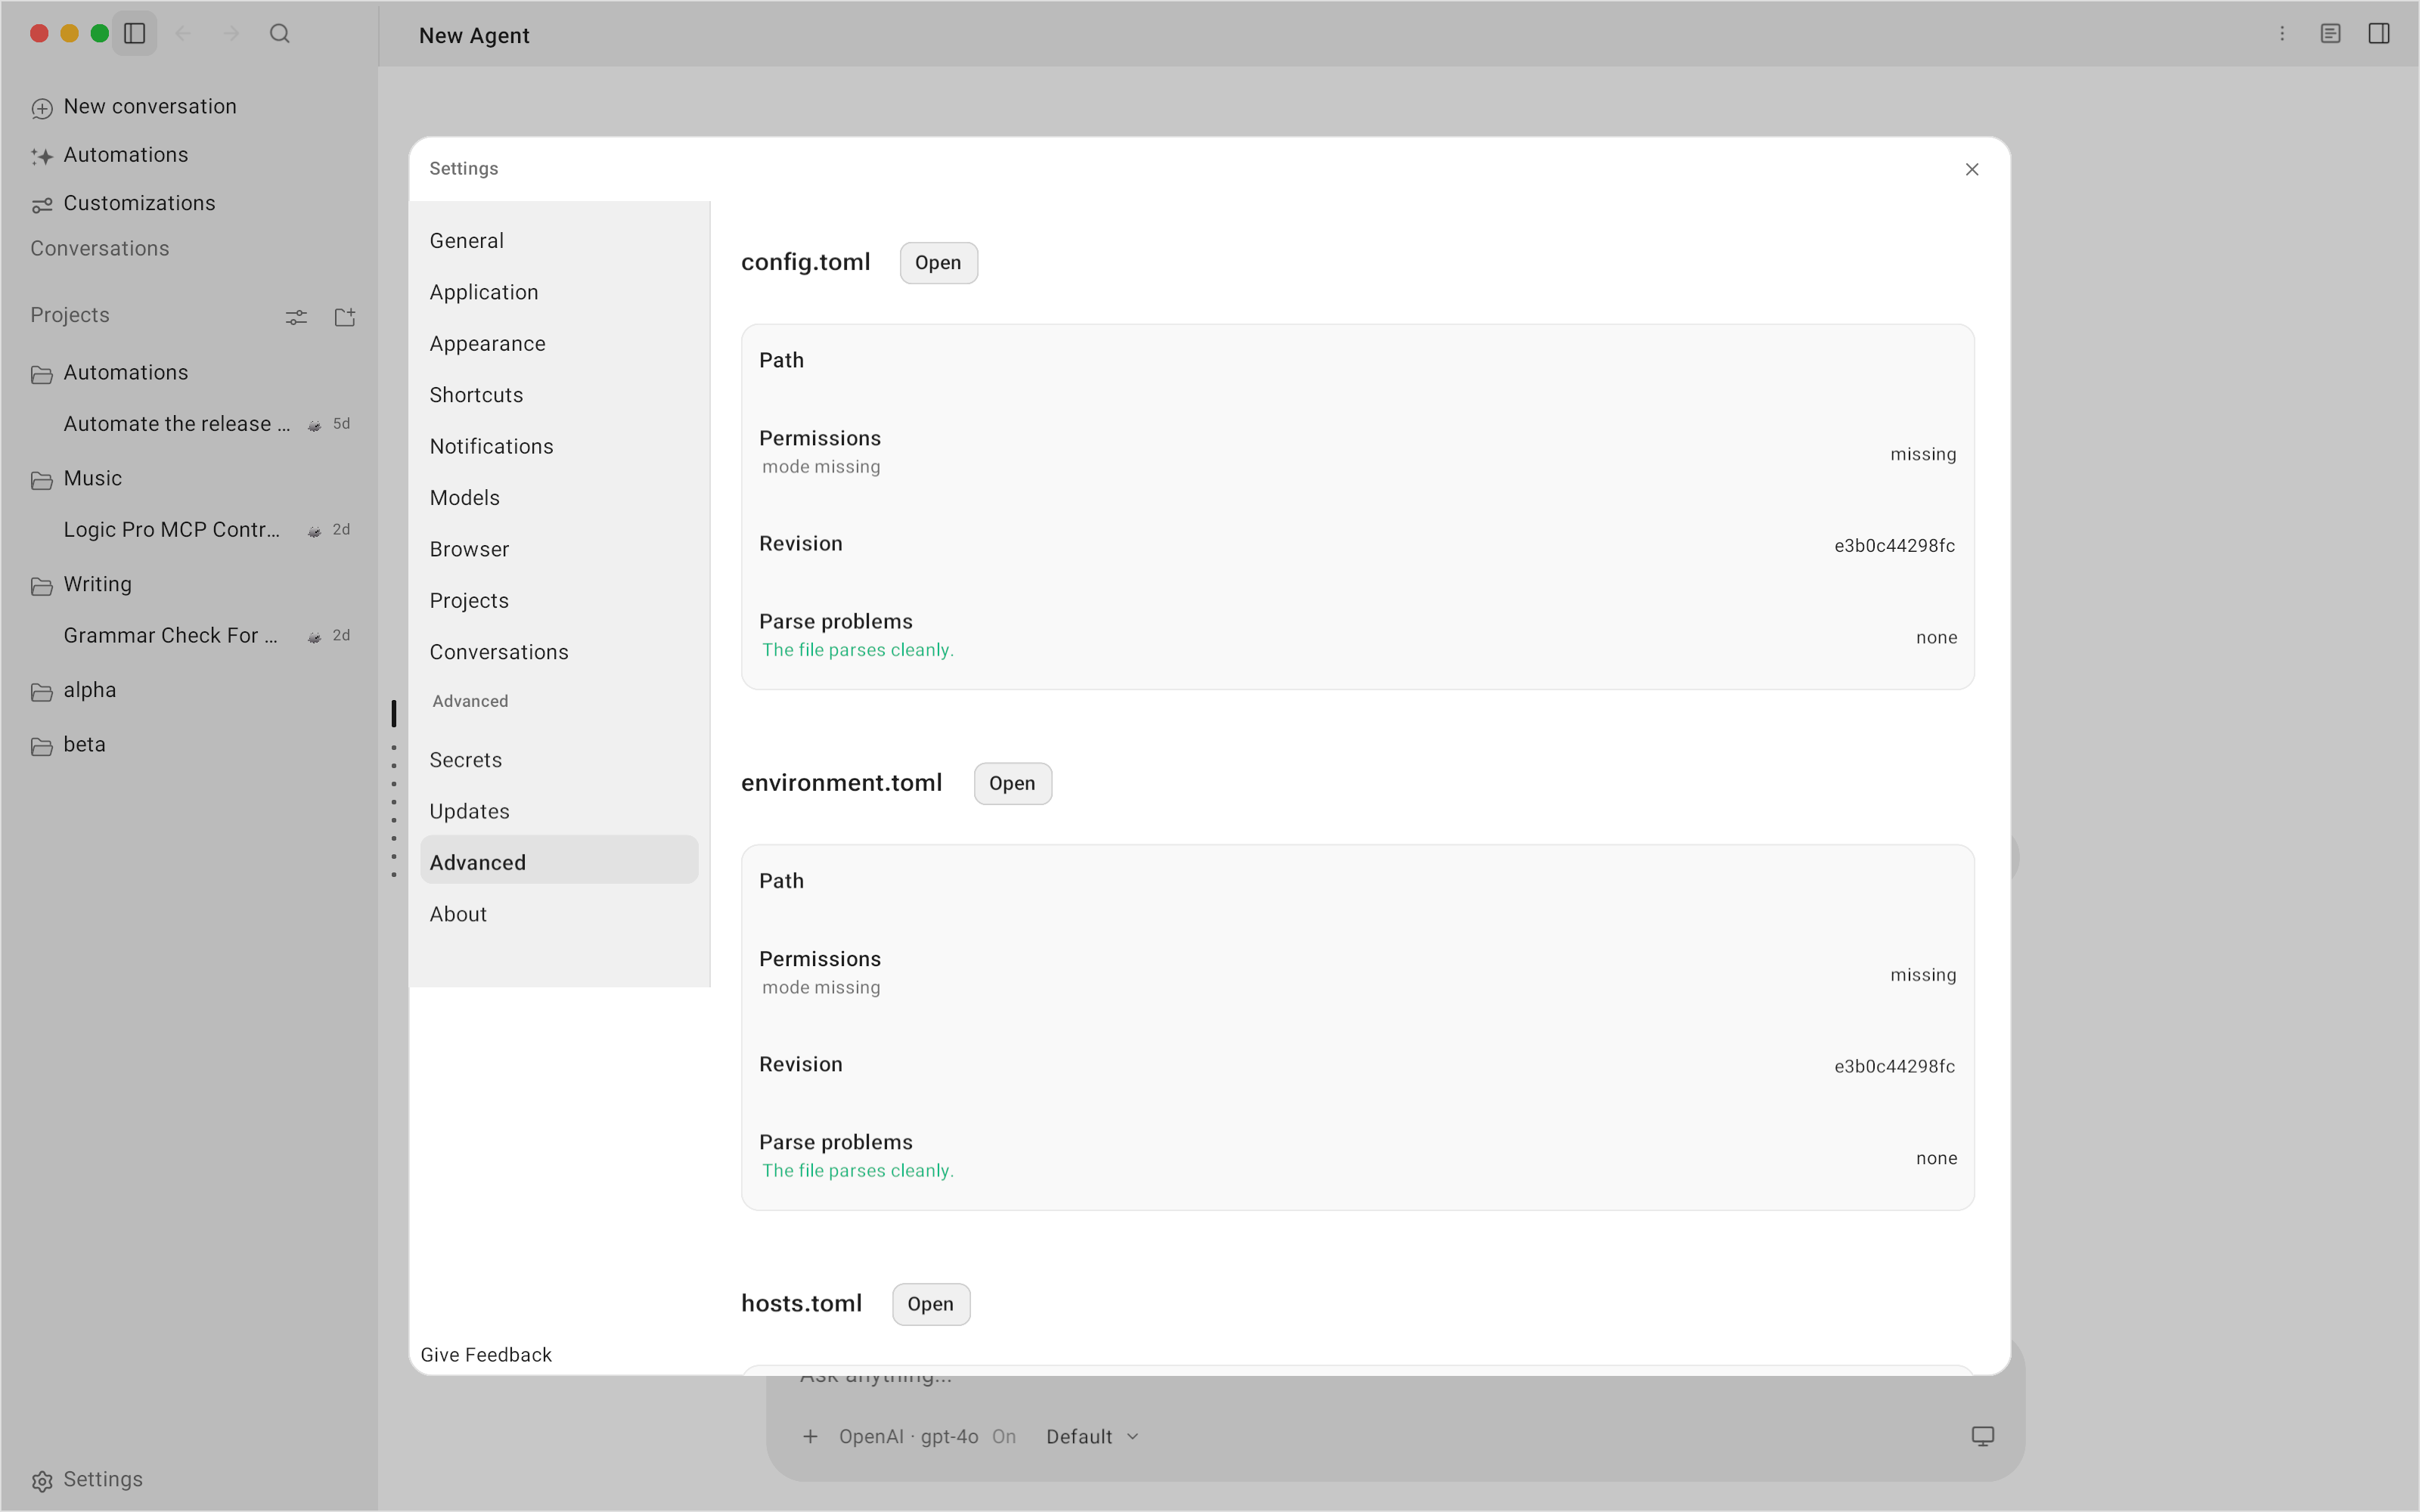 New Agent
New conversation
Automations
Customizations
Conversations
Projects
Automations
Automate the release ... 5d
Music
Logic Pro MCP Contr... 2d
Writing
Grammar Check For ... 2d
alpha
beta
Settings
Settings
General
Application
Appearance
Shortcuts
Notifications
Models
Browser
Projects
Conversations
Advanced
Secrets
Updates
Advanced
About
Give Feedback
config.toml Open
Path
Permissions
mode missing
missing
Revision e3b0c44298fc
Parse problems
The file parses cleanly.
none
environment.toml Open
Path
Permissions
mode missing
missing
Revision e3b0c44298fc
Parse problems
The file parses cleanly.
none
hosts.toml Open
Ask anything...
OpenAI · gpt-4o On Default